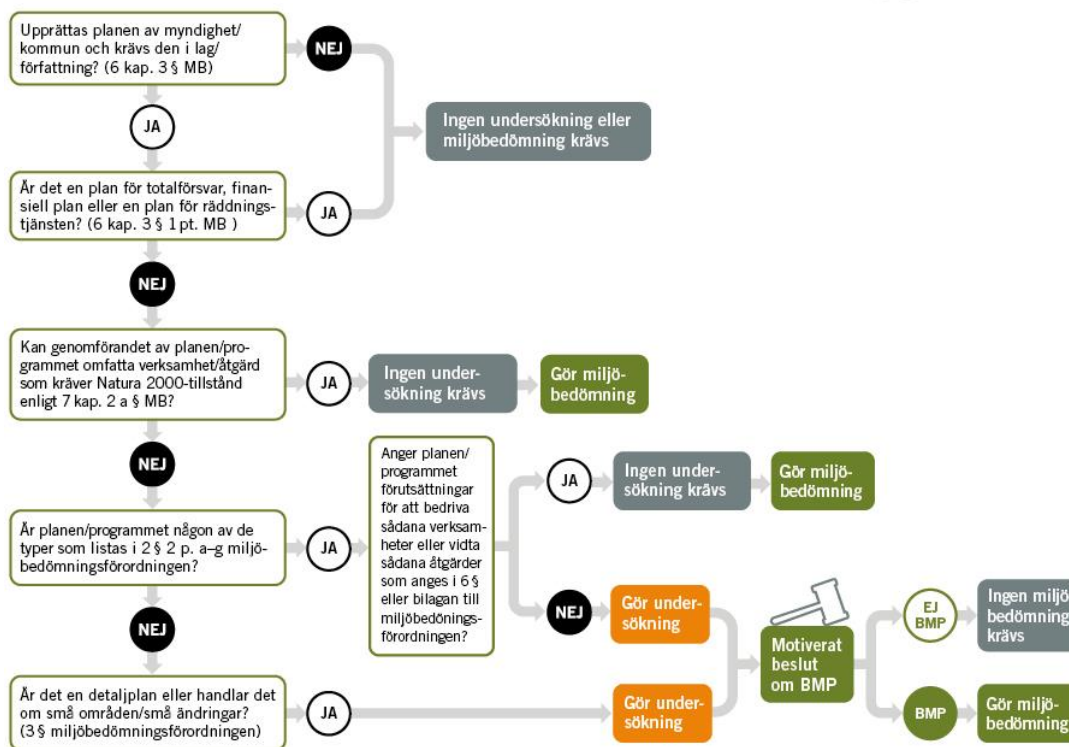 Upprättas planen av myndighet/
kommun och krävs den i lag/
författning? (6 kap. 3 § MB)
NEJ
JA
Ingen undersökning eller
miljöbedömning krävs
Är det en plan för totalförsvar, finan-
siell plan eller en plan för räddnings-
tjänsten? (6 kap. 3 § 1 pt. MB )
JA
NEJ
Kan genomförandet av planen/pro-
grammet omfatta verksamhet/åtgärd
som kräver Natura 2000-tillstånd
enligt 7 kap. 2 a § MB?
JA
Ingen under-
sökning krävs
Gör miljö-
bedömning
NEJ
Är planen/programmet någon av de
typer som listas i 2 § 2 p. a–g miljö-
bedömningsförordningen?
JA
Anger planen/
programmet
förutsättningar
för att bedriva
sådana verksam-
heter eller vidta
sådana åtgärder
som anges i 6 §
eller bilagan till
miljöbedönings-
förordningen?
JA
Ingen under-
sökning krävs
Gör miljö-
bedömning
NEJ
Gör under-
sökning
NEJ
Är det en detaljplan eller handlar det
om små områden/små ändringar?
(3 § miljöbedömningsförordningen)
JA
Gör under-
sökning
Motiverat
beslut
om BMP
EJ
BMP
Ingen miljö
bedömning
krävs
BMP
Gör miljö-
bedömning